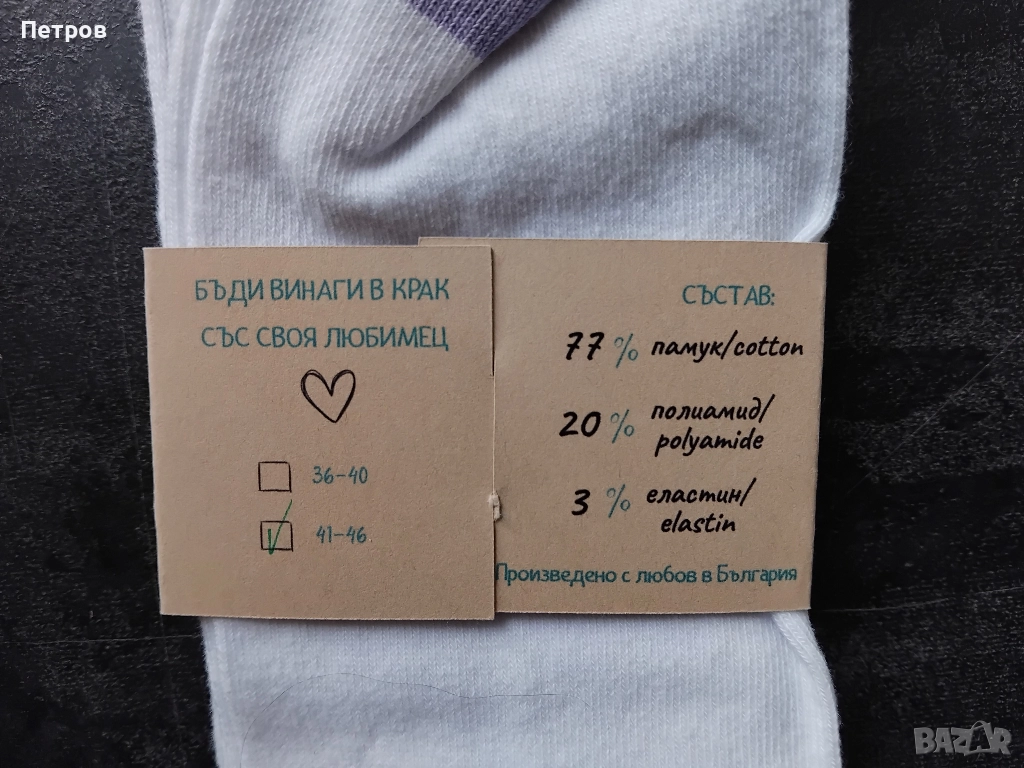 Петров
БЪДИ ВИНАГИ В КРАК
СЪС СВОЯ ЛЮБИМЕЦ
36-40
41-46
СЪСТАВ:
77 % памук/cotton
20 % полиамид/
polyamide
3 % еластин/
elastin
Произведено с любов в България
BAZAR